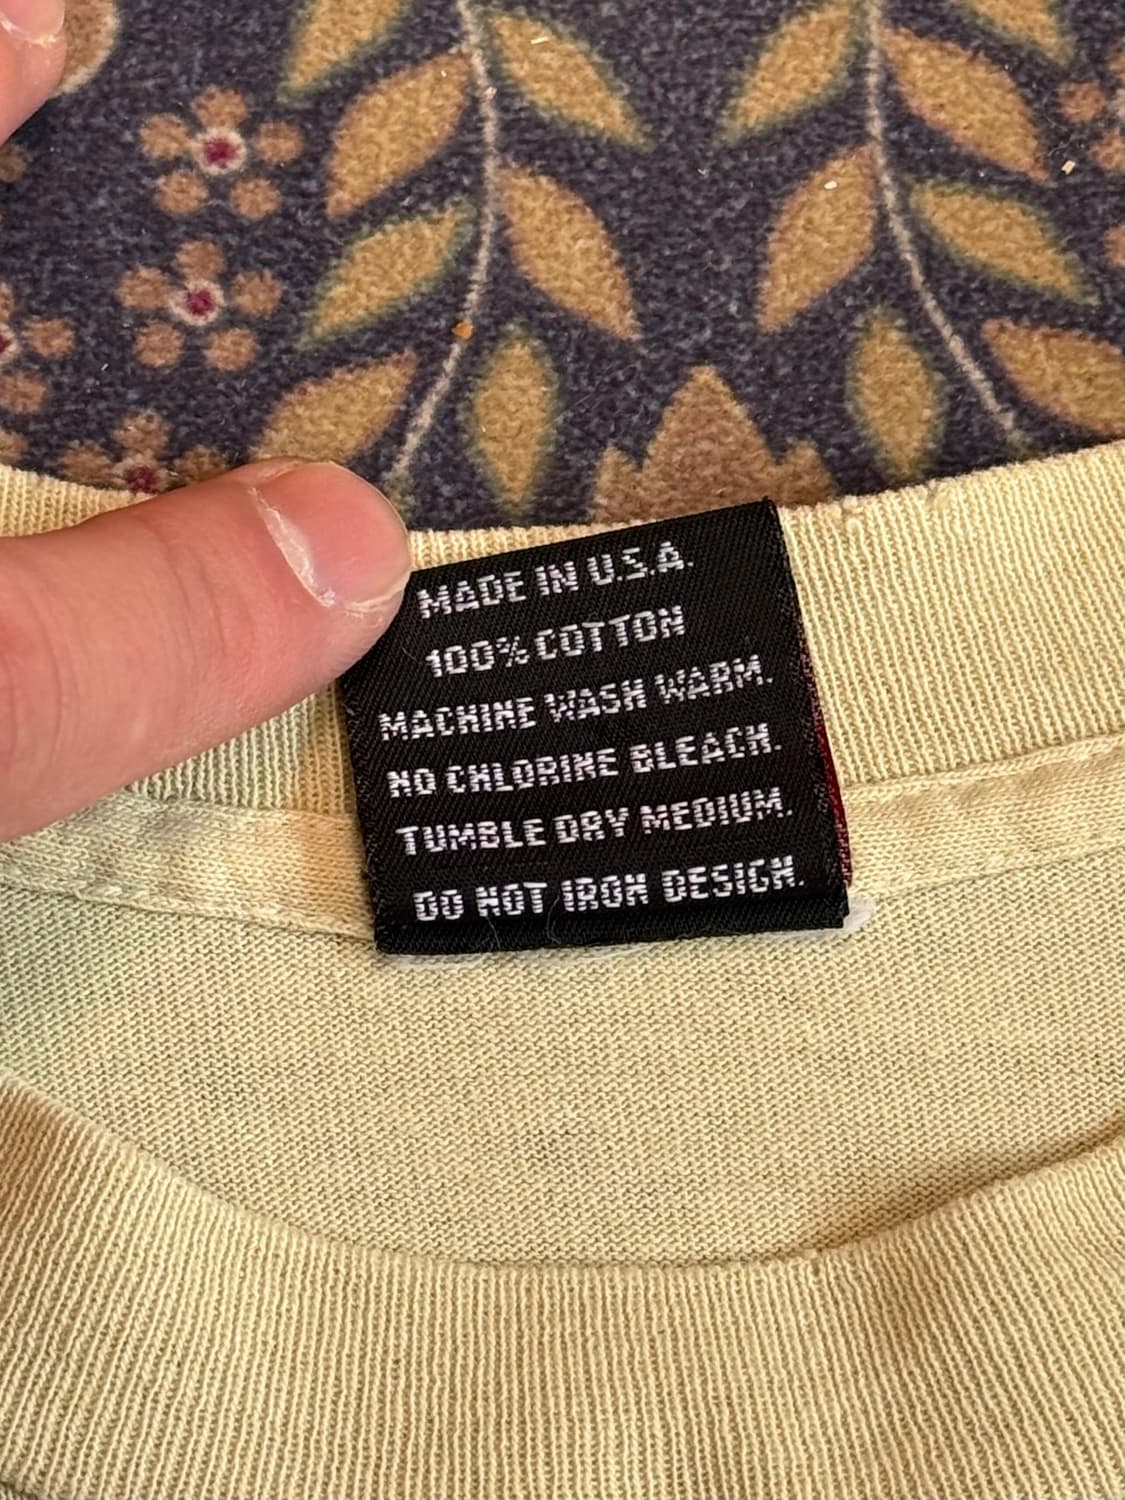 MADE IN U.S.A.
100% COTTON
MACHINE WASH WARM.
NO CHLORINE BLEACH.
TUMBLE DRY MEDIUM.
DO NOT IRON DESIGN.